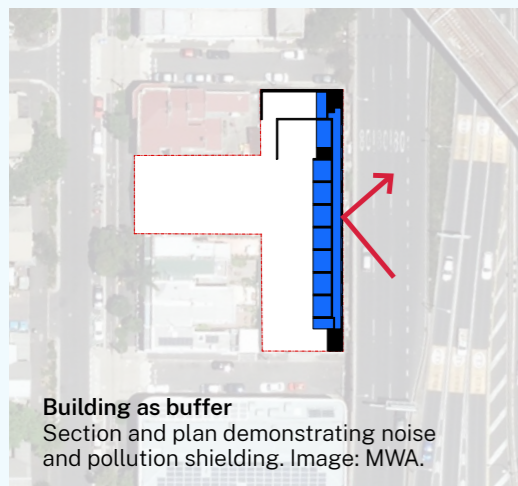 Building as buffer
Section and plan demonstrating noise
and pollution shielding. Image: MWA.